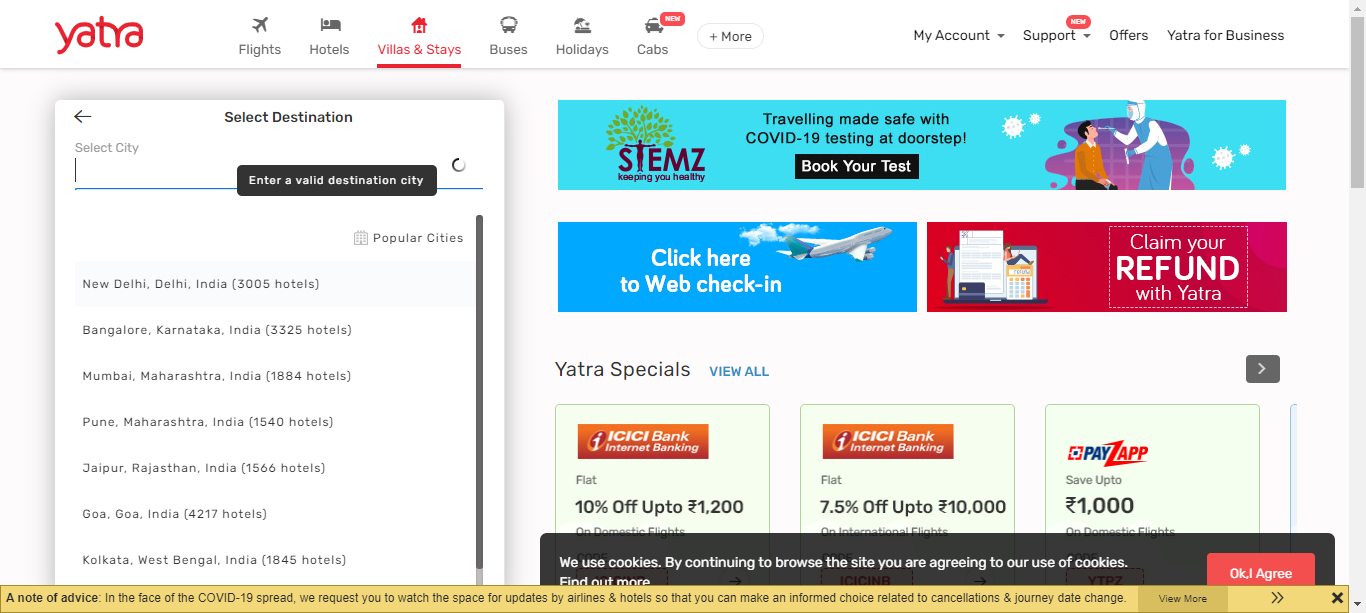 yatra
Flights
Hotels
Villas & Stays
Buses
Holidays
NEW
Cabs
+ More
My Account
NEW
Support
Offers
Yatra for Business
Select Destination
Select City
Enter a valid destination city
Popular Cities
New Delhi, Delhi, India (3005 hotels)
Bangalore, Karnataka, India (3325 hotels)
Mumbai, Maharashtra, India (1884 hotels)
Pune, Maharashtra, India (1540 hotels)
Jaipur, Rajasthan, India (1566 hotels)
Goa, Goa, India (4217 hotels)
Kolkata, West Bengal, India (1845 hotels)
STEMZ
keeping you healthy
Travelling made safe with
COVID-19 testing at doorstep!
Book Your Test
Click here
to Web check-in
Claim your
REFUND
with Yatra
Yatra Specials VIEW ALL
ICICI Bank
Internet Banking
Flat
10% Off Upto ₹1,200
On Domestic Flights
CODE
ICICI Bank
Internet Banking
Flat
7.5% Off Upto ₹10,000
On International Flights
CODE
ICICINB
PAYZAPP
Save Upto
₹1,000
On Domestic Flights
CODE
YTPZ
We use cookies. By continuing to browse the site you are agreeing to our use of cookies.
Find out more
Ok,I Agree
A note of advice: In the face of the COVID-19 spread, we request you to watch the space for updates by airlines & hotels so that you can make an informed choice related to cancellations & journey date change.
View More